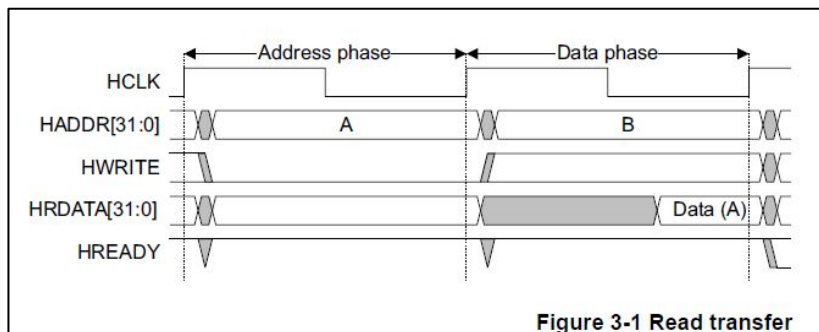 Address phase Data phase
HCLK
HADDR[31:0] A B
HWRITE
HRDATA[31:0] Data (A)
HREADY
Figure 3-1 Read transfer